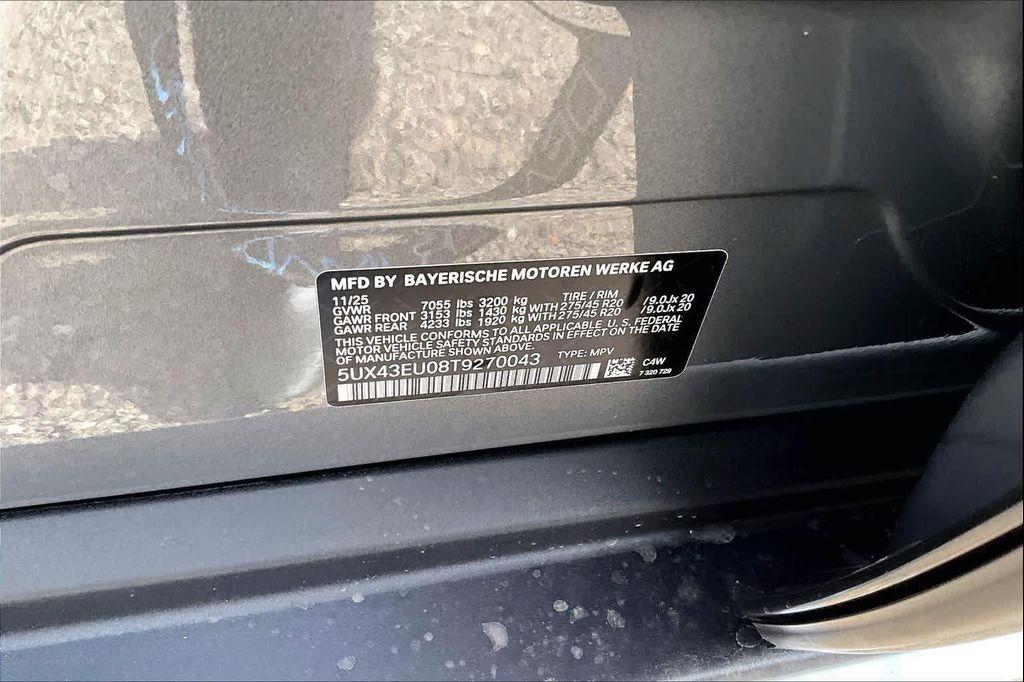 MFD BY BAYERISCHE MOTOREN WERKE AG
11/25 TIRE / RIM
GVWR 7055 lbs 3200 kg
GAWR FRONT 3153 lbs 1430 kg WITH 275/45 R20 /9.0Jx20
GAWR REAR 4233 lbs 1920 kg WITH 275/45 R20 /9.0Jx20
THIS VEHICLE CONFORMS TO ALL APPLICABLE U. S. FEDERAL
MOTOR VEHICLE SAFETY STANDARDS IN EFFECT ON THE DATE
OF MANUFACTURE SHOWN ABOVE.
5UX43EU08T9270043 TYPE: MPV C4W
7 320 729